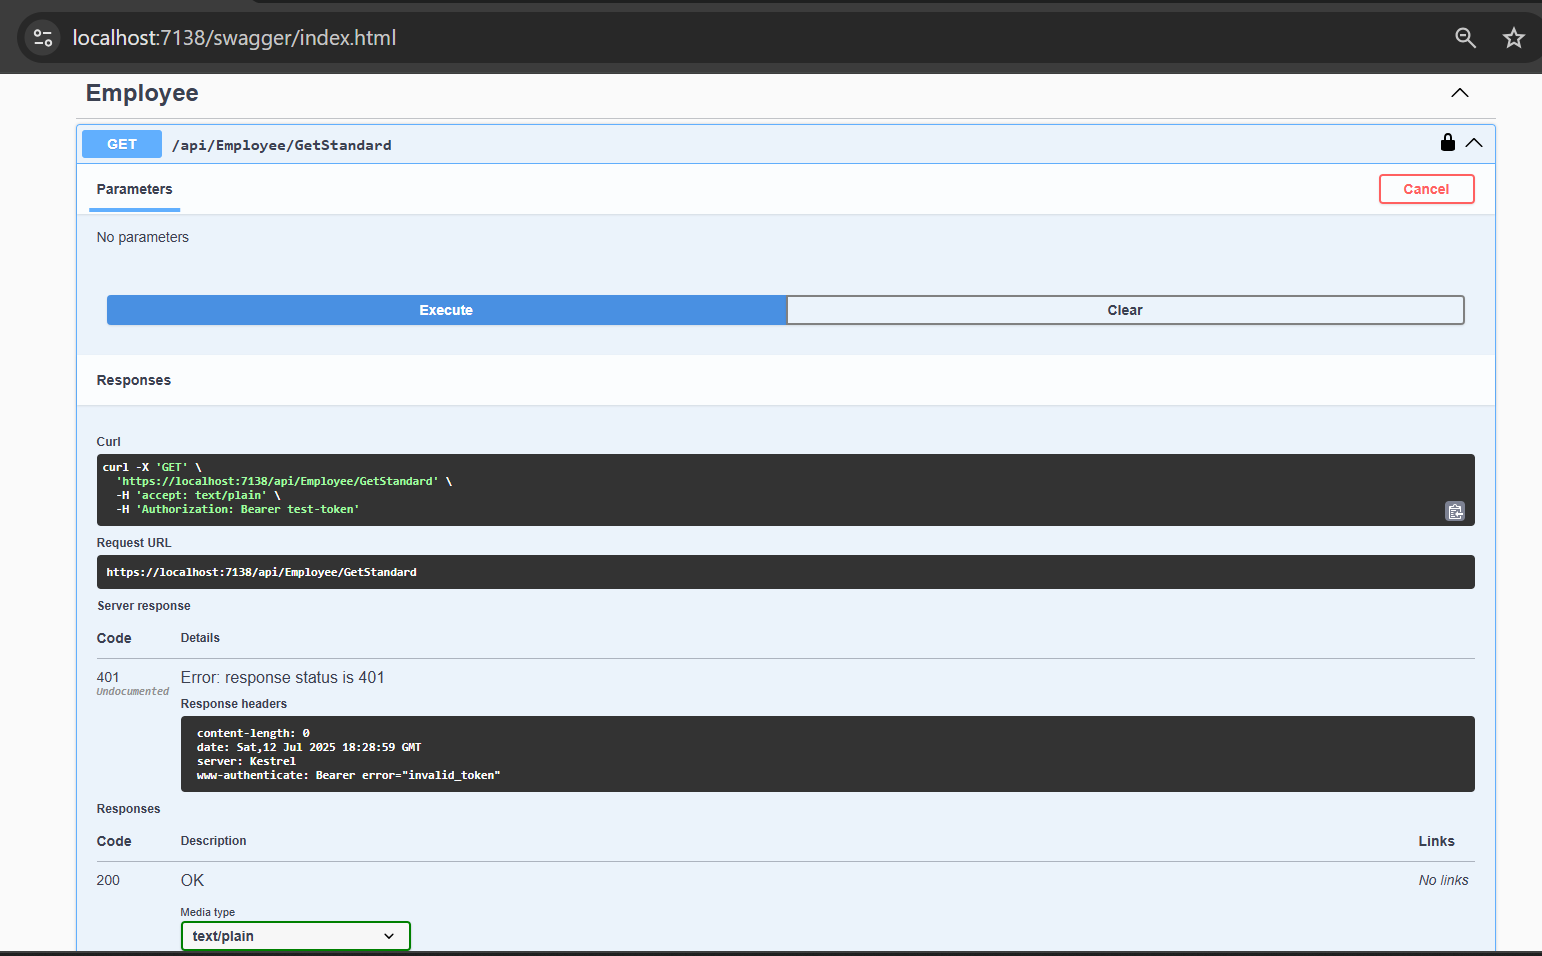 localhost:7138/swagger/index.html
Employee
GET /api/Employee/GetStandard
Parameters
Cancel
No parameters
Execute
Clear
Responses
Curl
curl -X 'GET' \
'https://localhost:7138/api/Employee/GetStandard' \
-H 'accept: text/plain' \
-H 'Authorization: Bearer test-token'
Request URL
https://localhost:7138/api/Employee/GetStandard
Server response
Code Details
401 Error: response status is 401
Undocumented
Response headers
content-length: 0
date: Sat,12 Jul 2025 18:28:59 GMT
server: Kestrel
www-authenticate: Bearer error="invalid_token"
Responses
Code Description Links
200 OK No links
Media type
text/plain